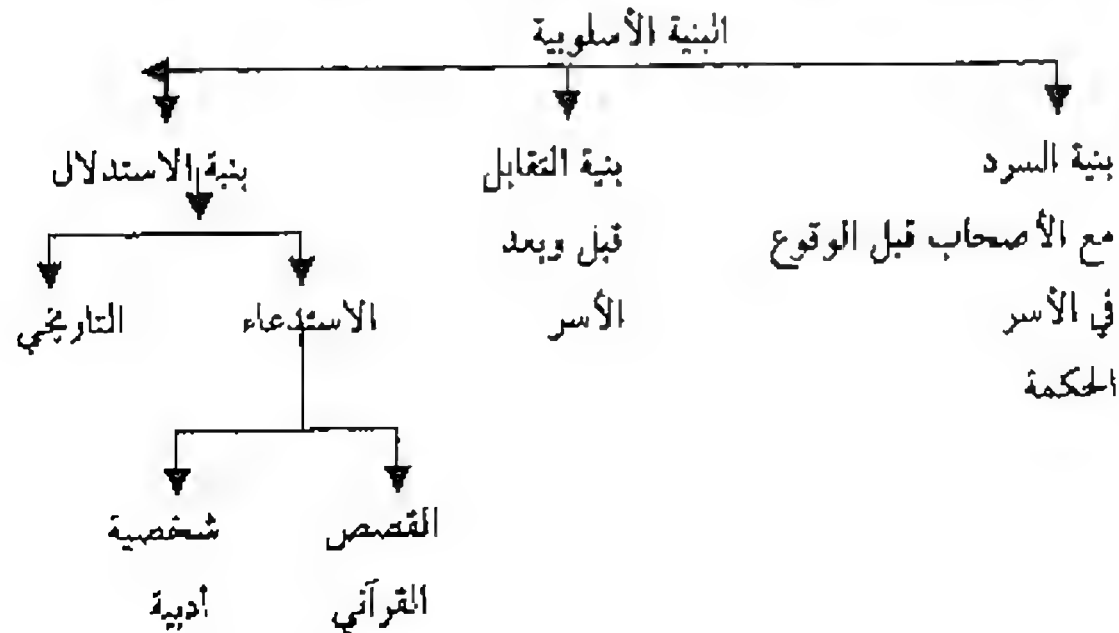 البنية الأسلوبية
بنية السرد
مع الأصحاب قبل الوقوع
في الأسر
الحكمة
بنية التقابل
قبل وبعد
الأسر
بنية الاستدلال
الاستدعاء
التاريخي
القصص
القرآني
شخصية
أدبية